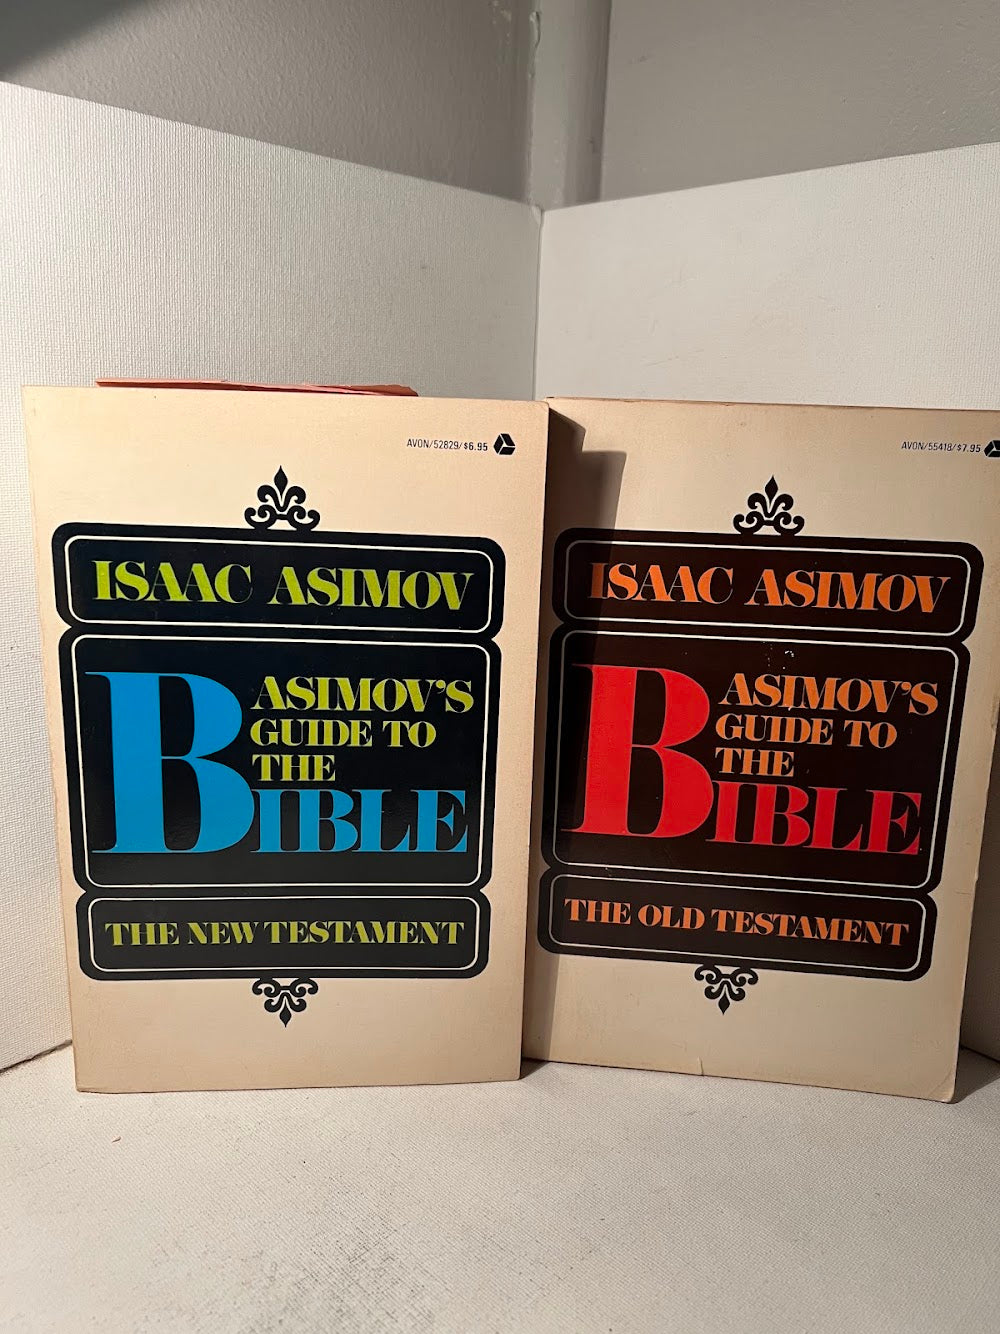 AVON/52829/$6.95
ISAAC ASIMOV
ASIMOV'S
GUIDE TO
THE
BIBLE
THE NEW TESTAMENT
AVON/55418/$7.95
ISAAC ASIMOV
ASIMOV'S
GUIDE TO
THE
BIBLE
THE OLD TESTAMENT